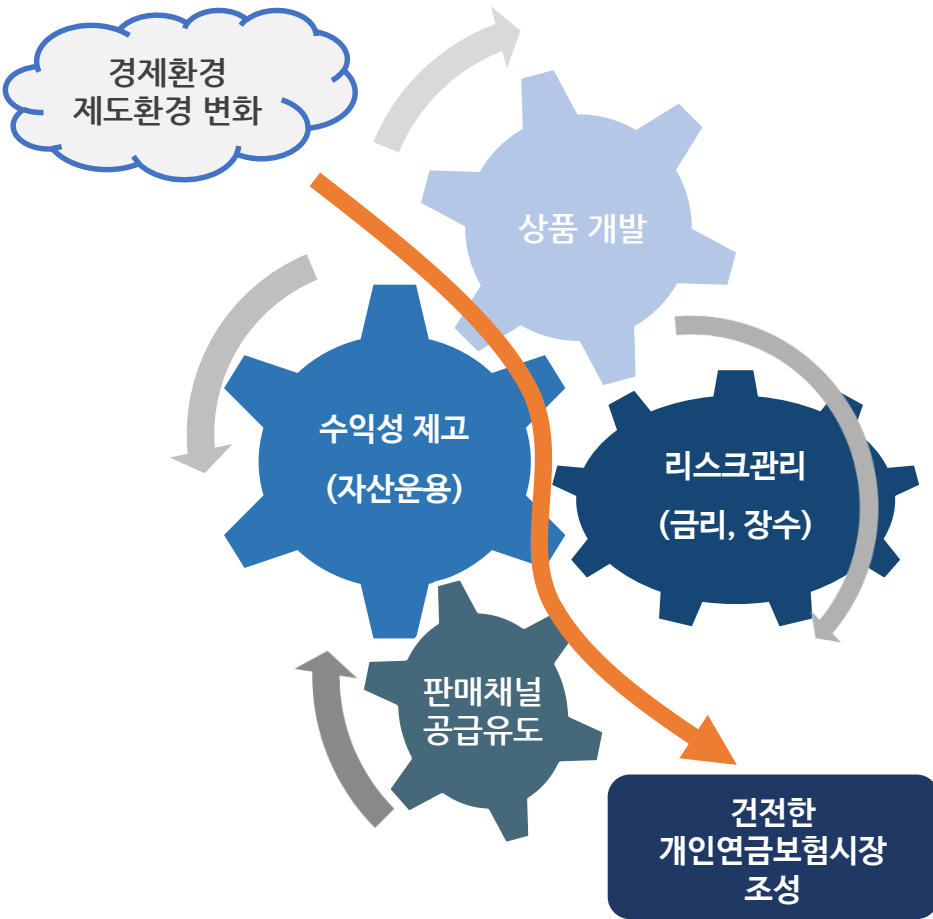 경제환경
제도환경 변화
상품 개발
수익성 제고
(자산운용)
리스크관리
(금리, 장수)
판매채널
공급유도
건전한
개인연금보험시장
조성